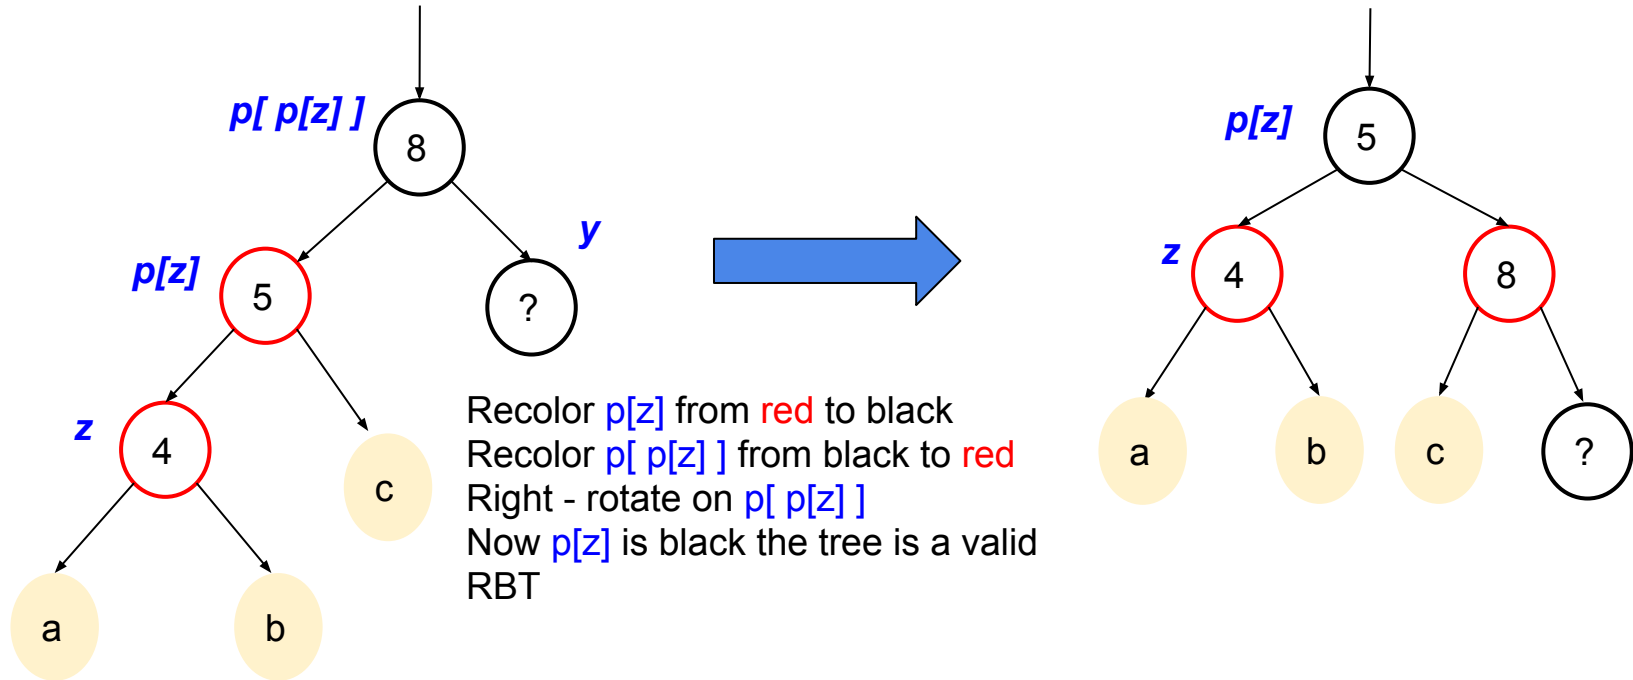 p[ p[z] ]
8
y
p[z]
5
?
z
4
c
a
b
Recolor p[z] from red to black
Recolor p[ p[z] ] from black to red
Right - rotate on p[ p[z] ]
Now p[z] is black the tree is a valid
RBT
p[z]
5
z
4
8
a
b
c
?